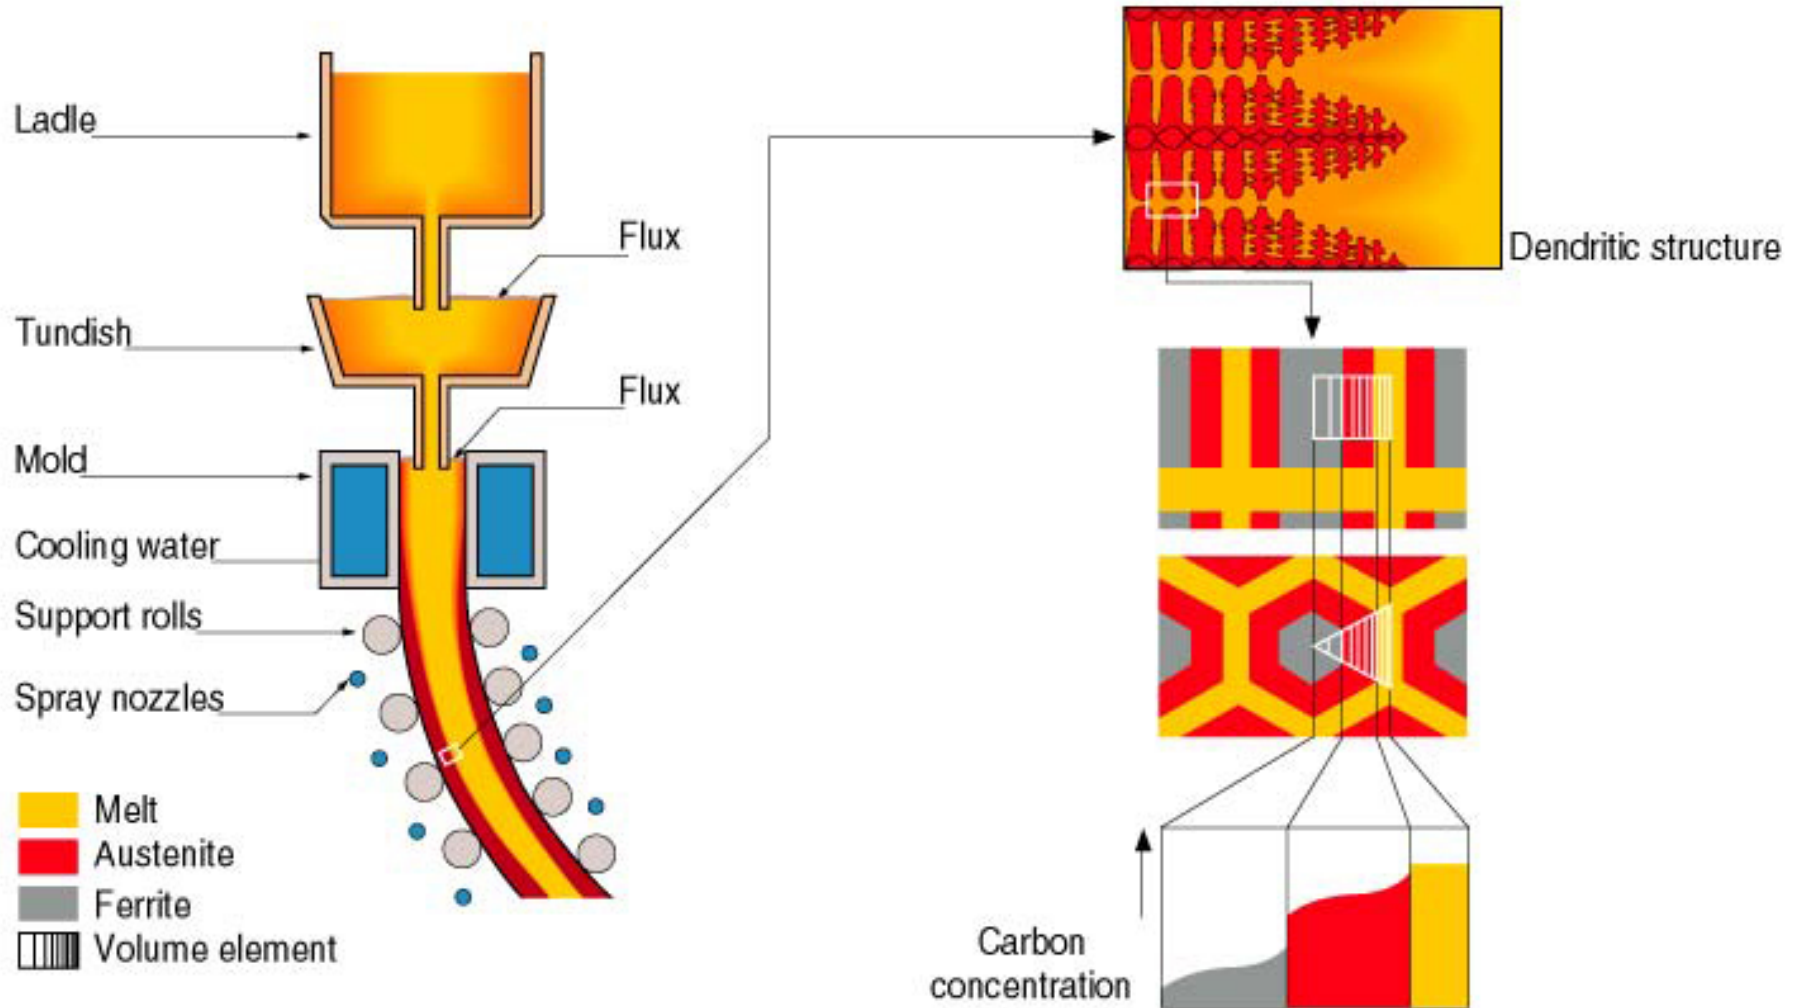 Ladle
Flux
Tundish
Flux
Mold
Cooling water
Support rolls
Spray nozzles
Melt
Austenite
Ferrite
Volume element
Dendritic structure
Carbon
concentration